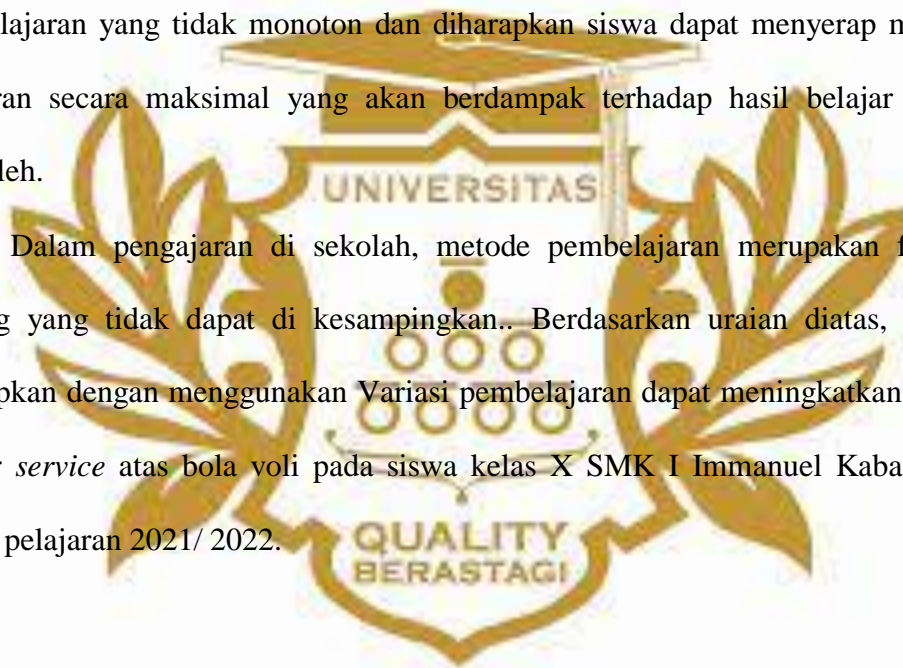 lajaran yang tidak monoton dan diharapkan siswa dapat menyerap m
ran secara maksimal yang akan berdampak terhadap hasil belajar
leh.
UNIVERSITAS
Dalam pengajaran di sekolah, metode pembelajaran merupakan f
g yang tidak dapat di kesampingkan.. Berdasarkan uraian diatas,
pkan dengan menggunakan Variasi pembelajaran dapat meningkatkan
r service atas bola voli pada siswa kelas X SMK I Immanuel Kaba
pelajaran 2021/ 2022.
QUALITY
BERASTAGI